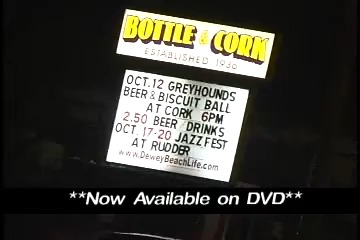 BOTTLE & CORK
ESTABLISHED 1936
OCT.12 GREYHOUNDS
BEER & BISCUIT BALL
AT CORK 6PM
2.50 BEER DRINKS
OCT. 17-20 JAZZ FEST
AT RUDDER
www.DeweyBeachLife.com
**Now Available on DVD**